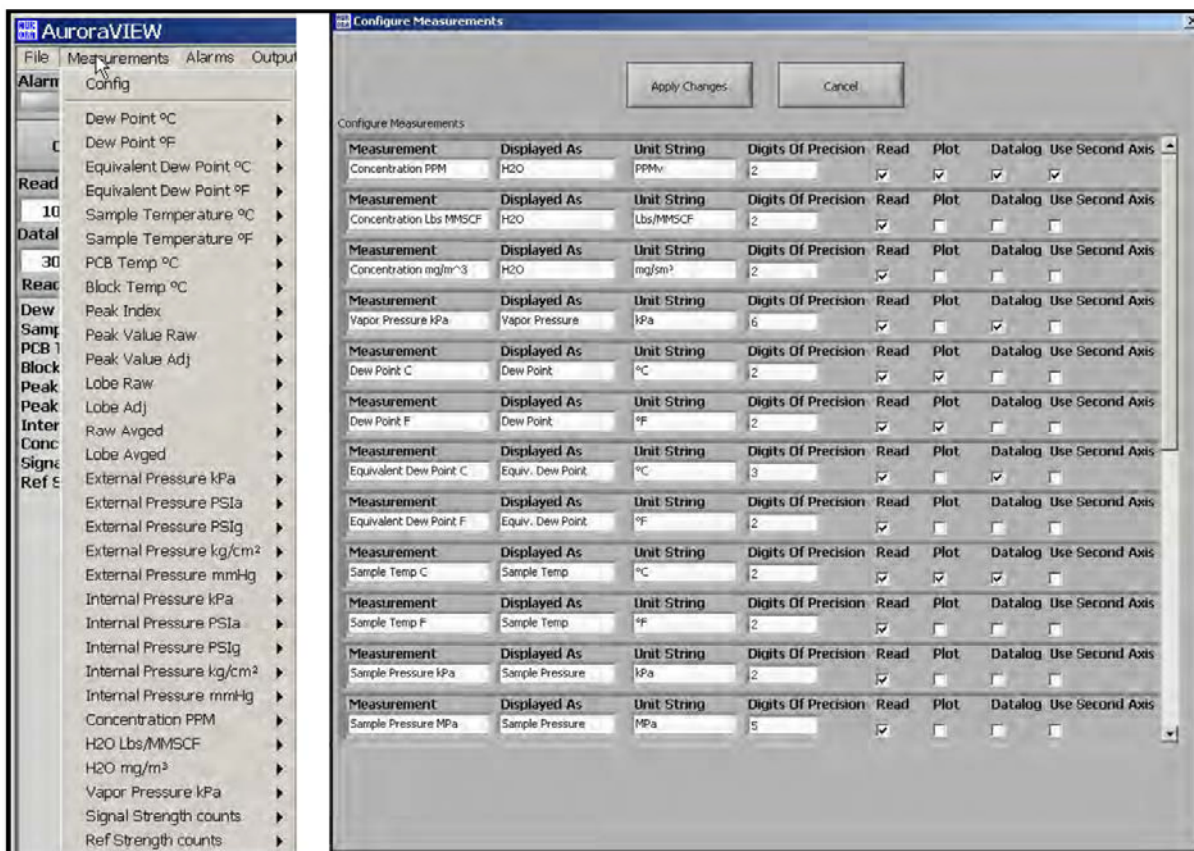 AuroraVIEW
File Measurements Alarms Output
Alarm
Config
Dew Point ºC
Dew Point ºF
Equivalent Dew Point ºC
Read
Equivalent Dew Point ºF
10
Sample Temperature ºC
Datal
Sample Temperature ºF
30
PCB Temp ºC
Read
Block Temp ºC
Dew
Peak Index
Samp
Peak Value Raw
PCB T
Peak Value Adj
Block
Peak
Lobe Raw
Peak
Lobe Adj
Inter
Raw Avged
Conc
Lobe Avged
Signa
Ref S
External Pressure kPa
External Pressure PSIa
External Pressure PSIg
External Pressure kg/cm²
External Pressure mmHg
Internal Pressure kPa
Internal Pressure PSIa
Internal Pressure PSIg
Internal Pressure kg/cm²
Internal Pressure mmHg
Concentration PPM
H2O Lbs/MMSCF
H2O mg/m³
Vapor Pressure kPa
Signal Strength counts
Ref Strength counts
Configure Measurements
Apply Changes Cancel
Configure Measurements
Measurement Displayed As Unit String Digits Of Precision Read Plot Datalog Use Second Axis
Concentration PPM H2O PPMv 2
Measurement Displayed As Unit String Digits Of Precision Read Plot Datalog Use Second Axis
Concentration Lbs MMSCF H2O Lbs/MMSCF 2
Measurement Displayed As Unit String Digits Of Precision Read Plot Datalog Use Second Axis
Concentration mg/m^3 H2O mg/sm³ 2
Measurement Displayed As Unit String Digits Of Precision Read Plot Datalog Use Second Axis
Vapor Pressure kPa Vapor Pressure kPa 6
Measurement Displayed As Unit String Digits Of Precision Read Plot Datalog Use Second Axis
Dew Point C Dew Point ºC 2
Measurement Displayed As Unit String Digits Of Precision Read Plot Datalog Use Second Axis
Dew Point F Dew Point ºF 2
Measurement Displayed As Unit String Digits Of Precision Read Plot Datalog Use Second Axis
Equivalent Dew Point C Equiv. Dew Point ºC 3
Measurement Displayed As Unit String Digits Of Precision Read Plot Datalog Use Second Axis
Equivalent Dew Point F Equiv. Dew Point ºF 2
Measurement Displayed As Unit String Digits Of Precision Read Plot Datalog Use Second Axis
Sample Temp C Sample Temp ºC 2
Measurement Displayed As Unit String Digits Of Precision Read Plot Datalog Use Second Axis
Sample Temp F Sample Temp ºF 2
Measurement Displayed As Unit String Digits Of Precision Read Plot Datalog Use Second Axis
Sample Pressure kPa Sample Pressure kPa 2
Measurement Displayed As Unit String Digits Of Precision Read Plot Datalog Use Second Axis
Sample Pressure MPa Sample Pressure MPa 5